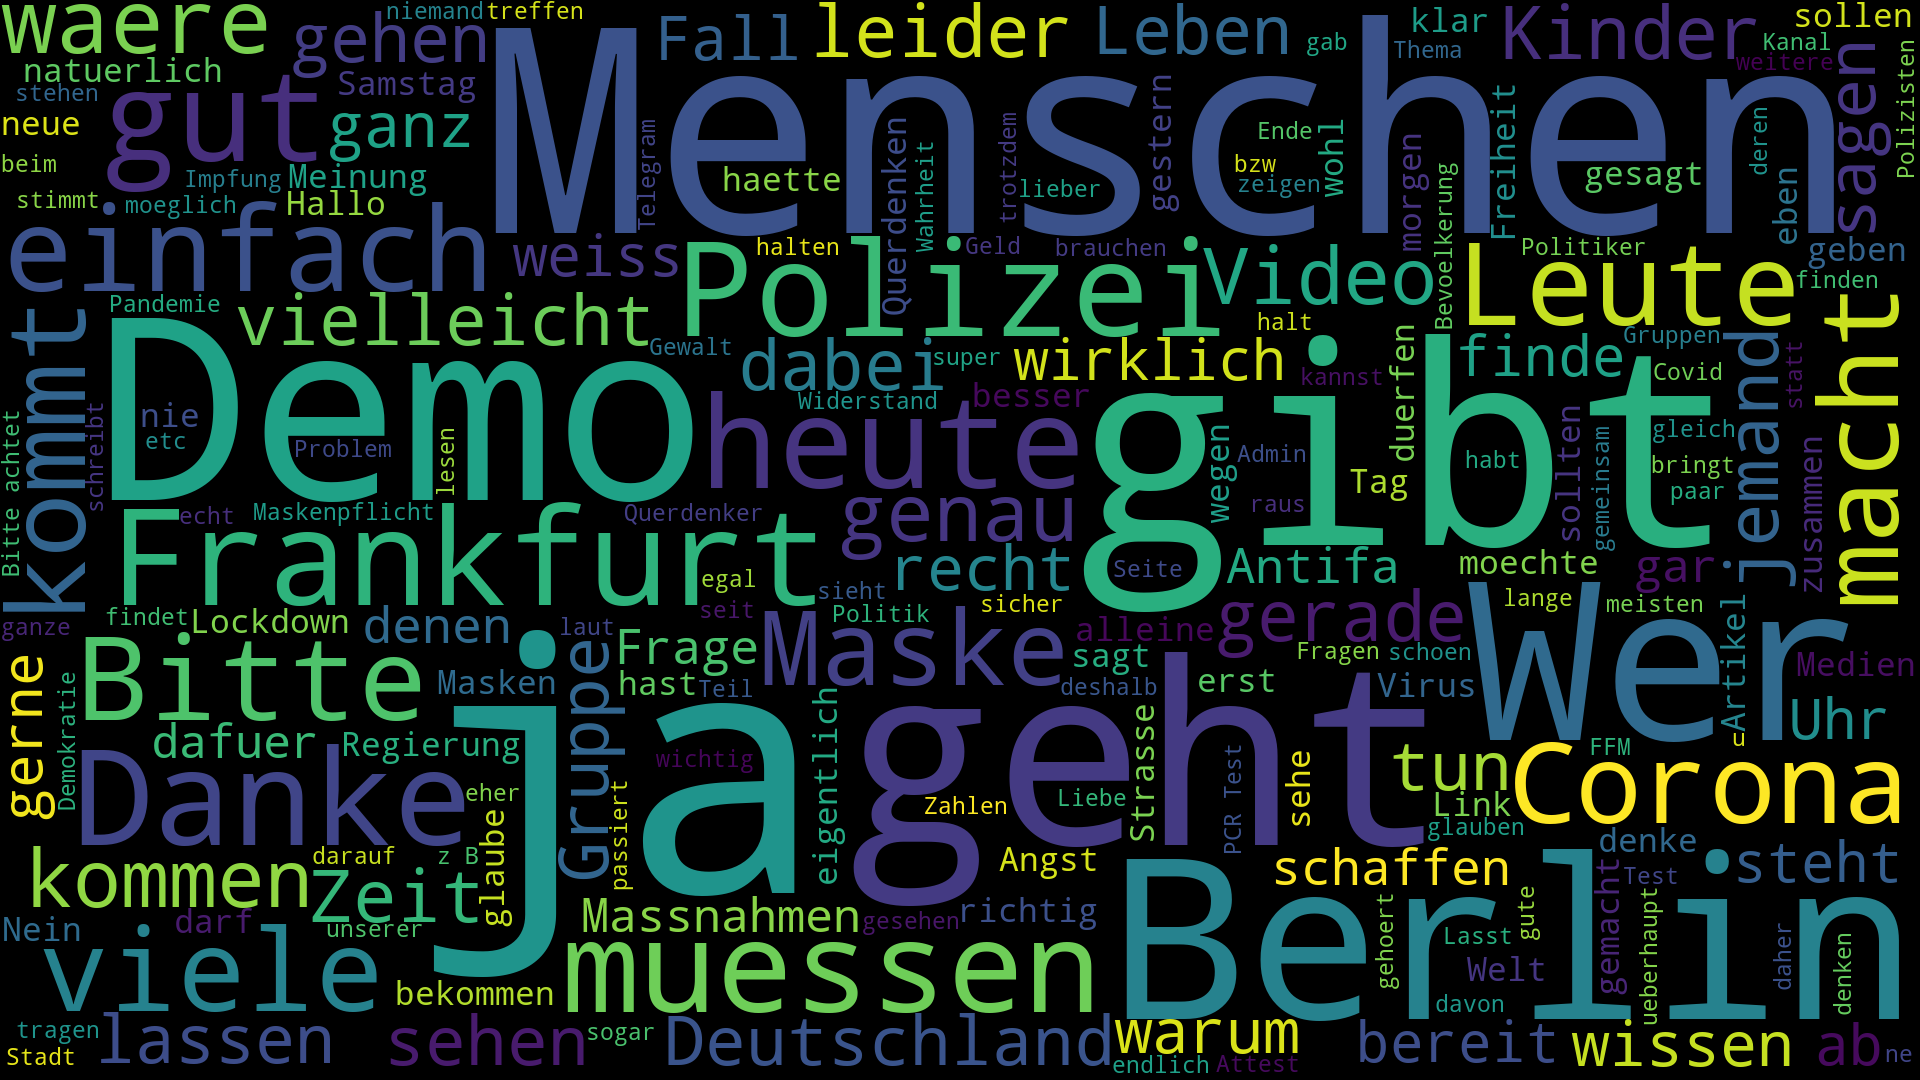 waere
niemand
treffen
gehen
Fall
leider
Leben
gab
klar
Thema
Kinder
sollen
Kanal
weitere
natuerlich
stehen
Samstag
Menschen
sagen
Polizisten
neue
gut
ganz
beim
Impfung
Meinung
stimmt
moeglich
Hallo
Telegram
haette
Querdenken
Wahrheit
trotzdem
lieber
gestern
Ende
bzw
zeigen
wohl
morgen
Freiheit
gesagt
deren
eben
einfach
weiss
halten
Geld
brauchen
Bevoelkerung
Politiker
geben
finden
Polizei
Video
Leute
Pandemie
vielleicht
kommt
Gewalt
dabei
super
wirklich
halt
kannst
duerfen
finde
Gruppen
Covid
jemand
statt
macht
Demo
nie
etc
Problem
lesen
Widerstand
besser
heute
gibt
wegen
Admin
Tag
habt
sollten
gemeinsam
gleich
bringt
paar
zusammen
Bitte achtet
schreibt
echt
Maskenpflicht
Querdenker
genau
raus
Frankfurt
egal
sieht
recht
Seite
Antifa
moechte
gar
ganze
findet
Lockdown
denen
laut
seit
Politik
sicher
alleine
gerade
lange
meisten
Artikel
Medien
gerne
Demokratie
Bitte
Masken
Gruppe
Frage
hast
Teil
Maske
sagt
deshalb
erst
Fragen
schoen
Virus
Wer
Uhr
dafuer
Regierung
ja
wichtig
eigentlich
geht
Strasse
PCR Test
sehe
tun
FFM
u
Corona
Danke
eher
passiert
Zahlen
Liebe
Link
glauben
kommen
darauf
z B
glaube
Zeit
Angst
schaffen
denke
steht
Nein
darf
unserer
Massnahmen
gesehen
richtig
Berlin
gehoert
Lasst
gute
Welt
gemacht
Test
ueberhaupt
daher
denken
viele
bekommen
muessen
davon
tragen
Stadt
lassen
sehen
sogar
Deutschland
warum
endlich
Attest
bereit
wissen
ab
ne